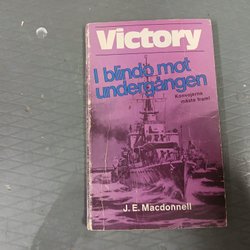 Victory
I blindo mot
undergången
Konvojerna
måste fram!
J. E. Macdonnell